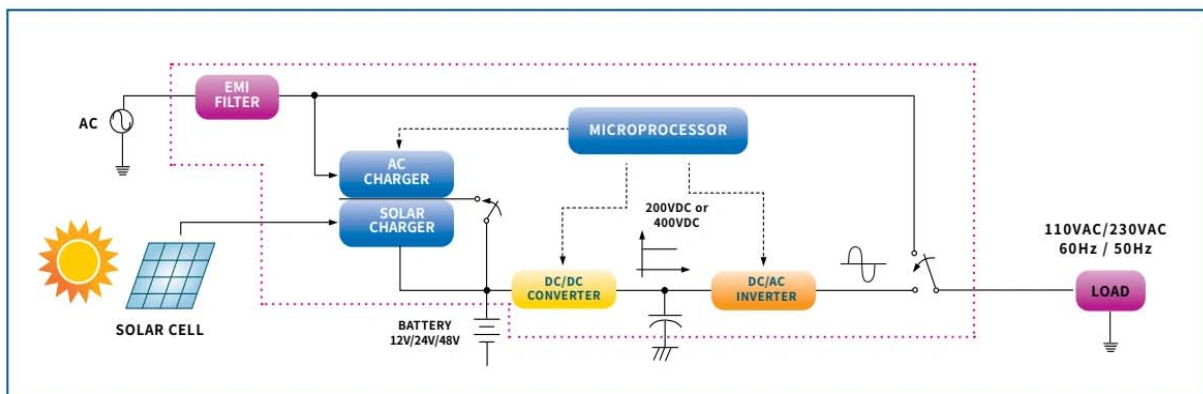 EMI
FILTER
AC
MICROPROCESSOR
AC
CHARGER
SOLAR
CHARGER
200VDC or
400VDC
110VAC/230VAC
60Hz / 50Hz
DC/DC
CONVERTER
DC/AC
INVERTER
LOAD
SOLAR CELL
BATTERY
12V/24V/48V